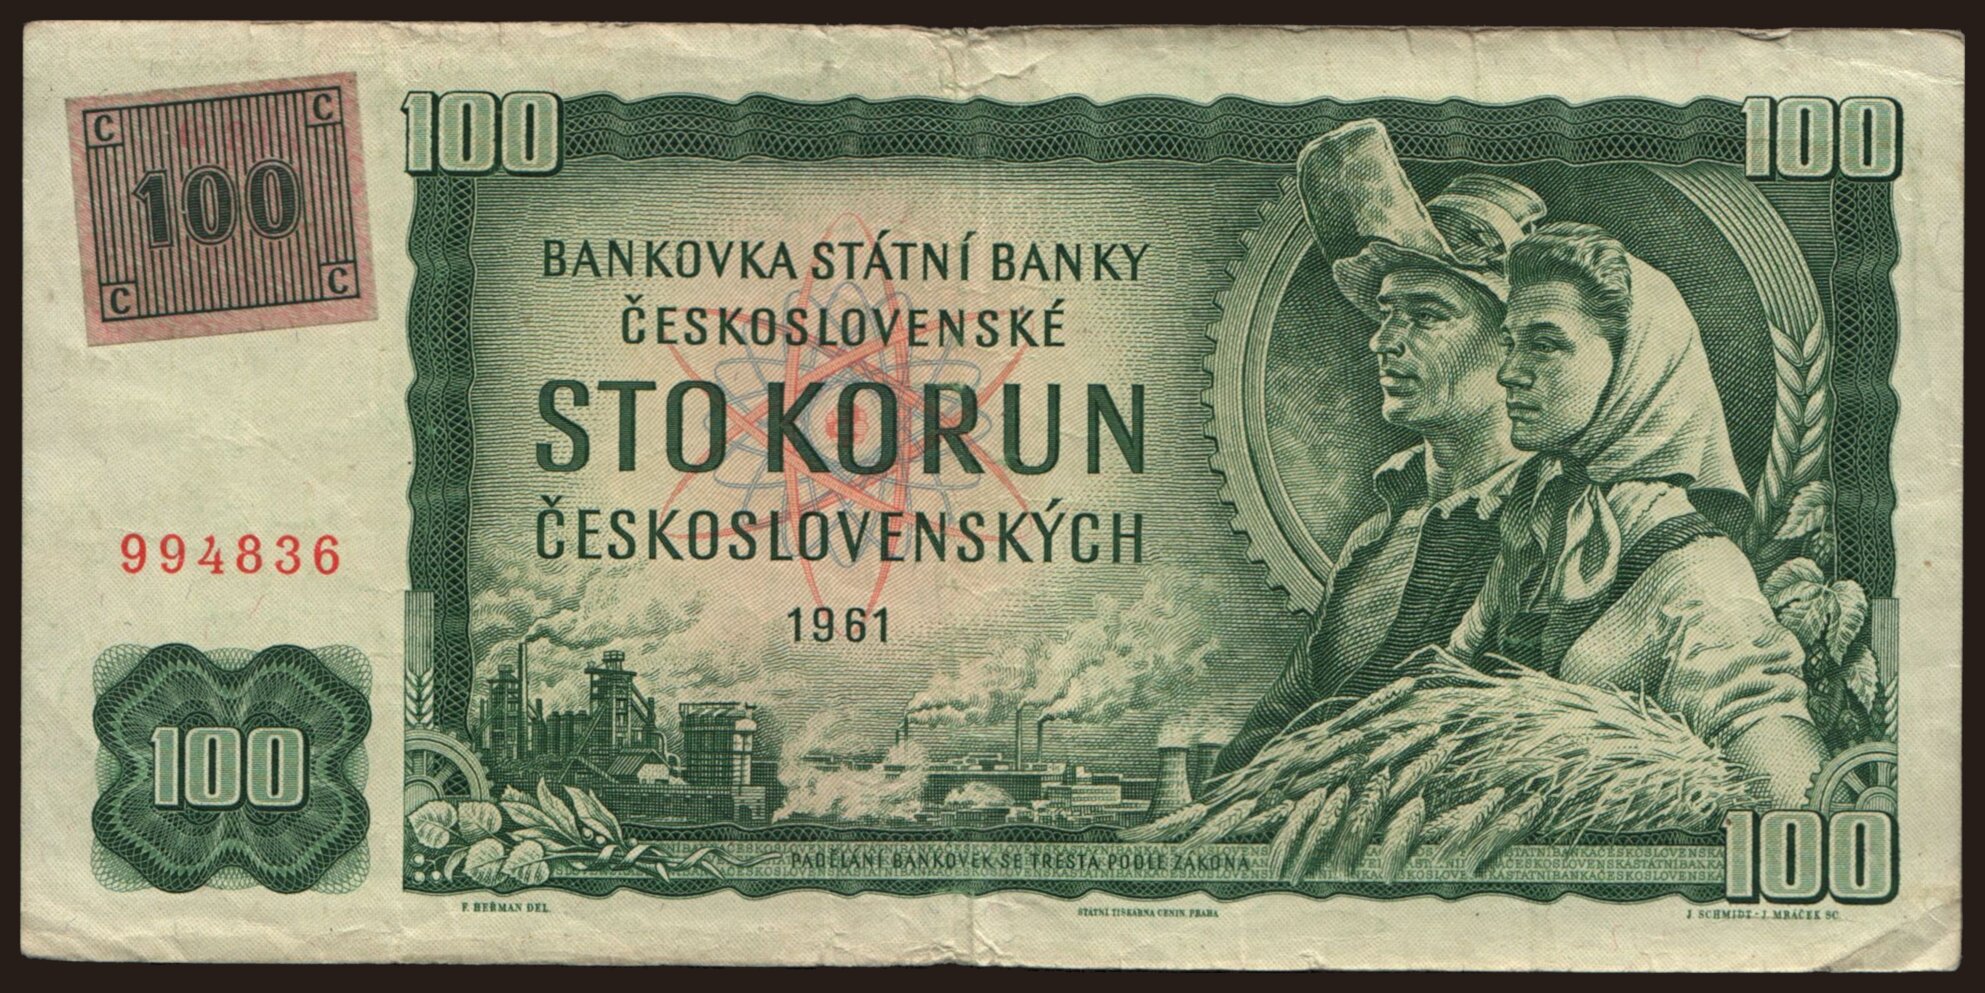 C C
100
C C
100
100
BANKOVKA STÁTNÍ BANKY
ČESKOSLOVENSKÉ
STO KORUN
ČESKOSLOVENSKÝCH
1961
994836
100
PADĚLÁNÍ BANKOVEK SE TRESTÁ PODLE ZÁKONA
100
F. HEŘMAN DEL.
STÁTNÍ TISKÁRNA CENIN, PRAHA
J. SCHMIDT - J. MRÁČEK SC.